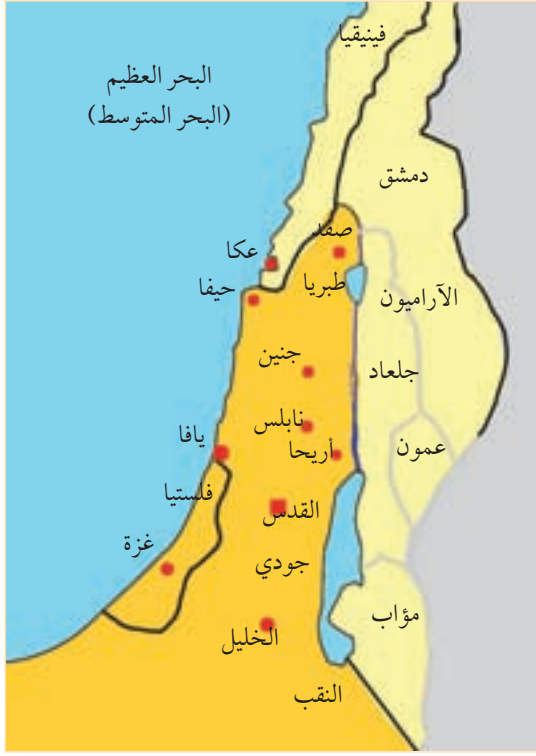 فينيقيا
البحر العظيم
(البحر المتوسط)
دمشق
صفد
عكا
طبريا
الآراميون
حيفا
جنين
جلعاد
نابلس
يافا
أريحا
عمون
فلستيا
القدس
غزة
جودي
مؤاب
الخليل
النقب